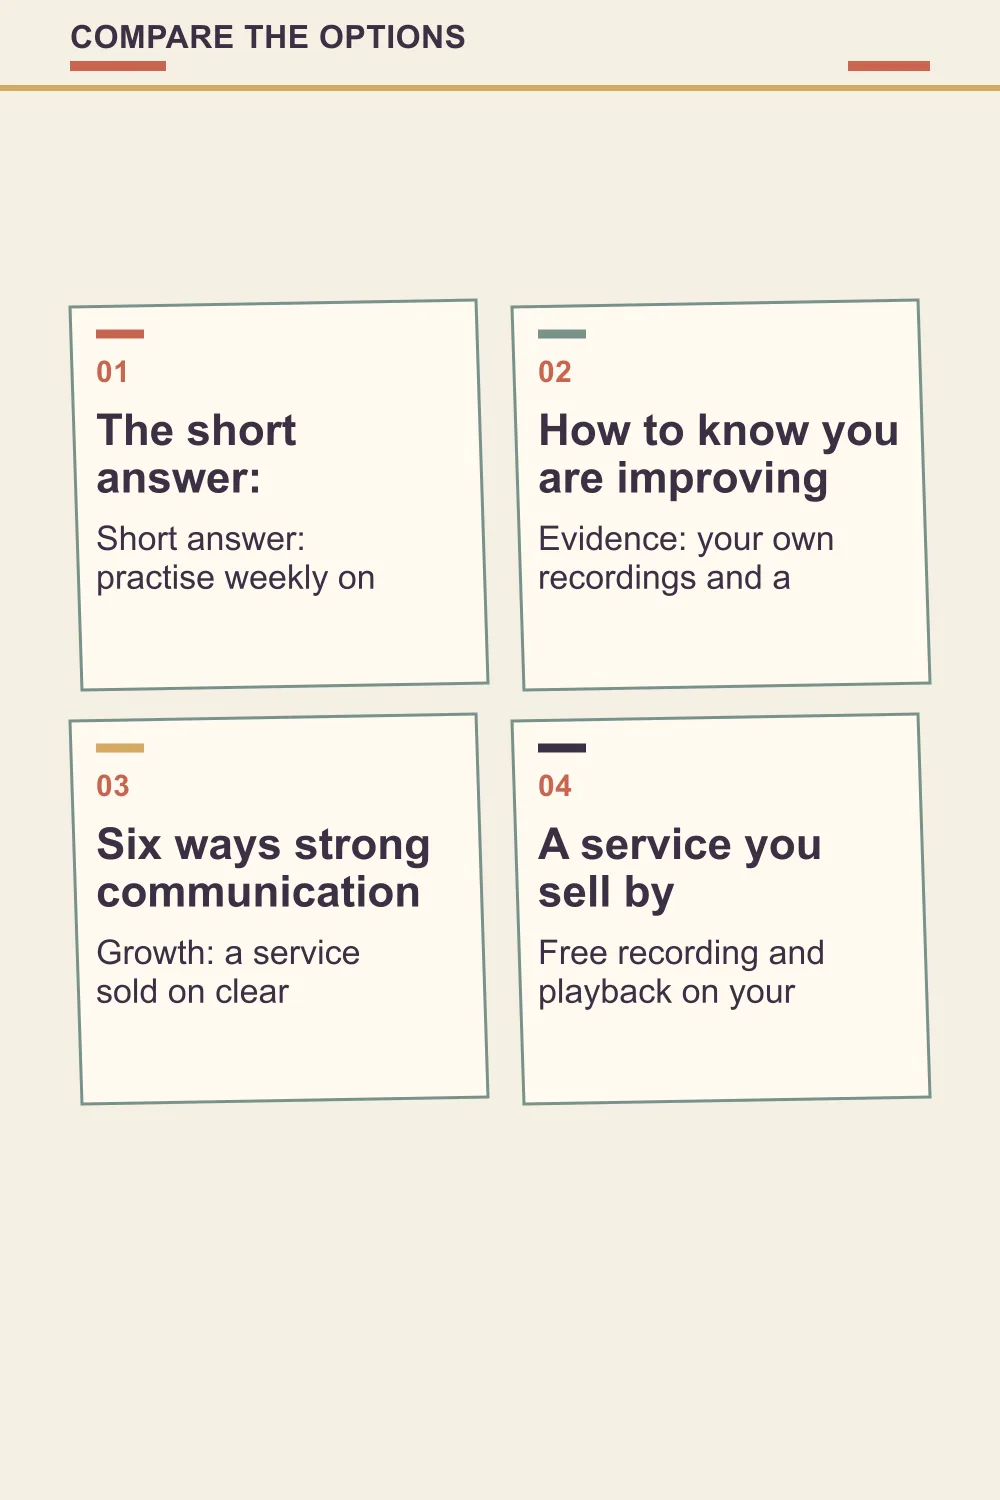 COMPARE THE OPTIONS
01
The short
answer:
Short answer:
practise weekly on
02
How to know you
are improving
Evidence: your own
recordings and a
03
Six ways strong
communication
Growth: a service
sold on clear
04
A service you
sell by
Free recording and
playback on your